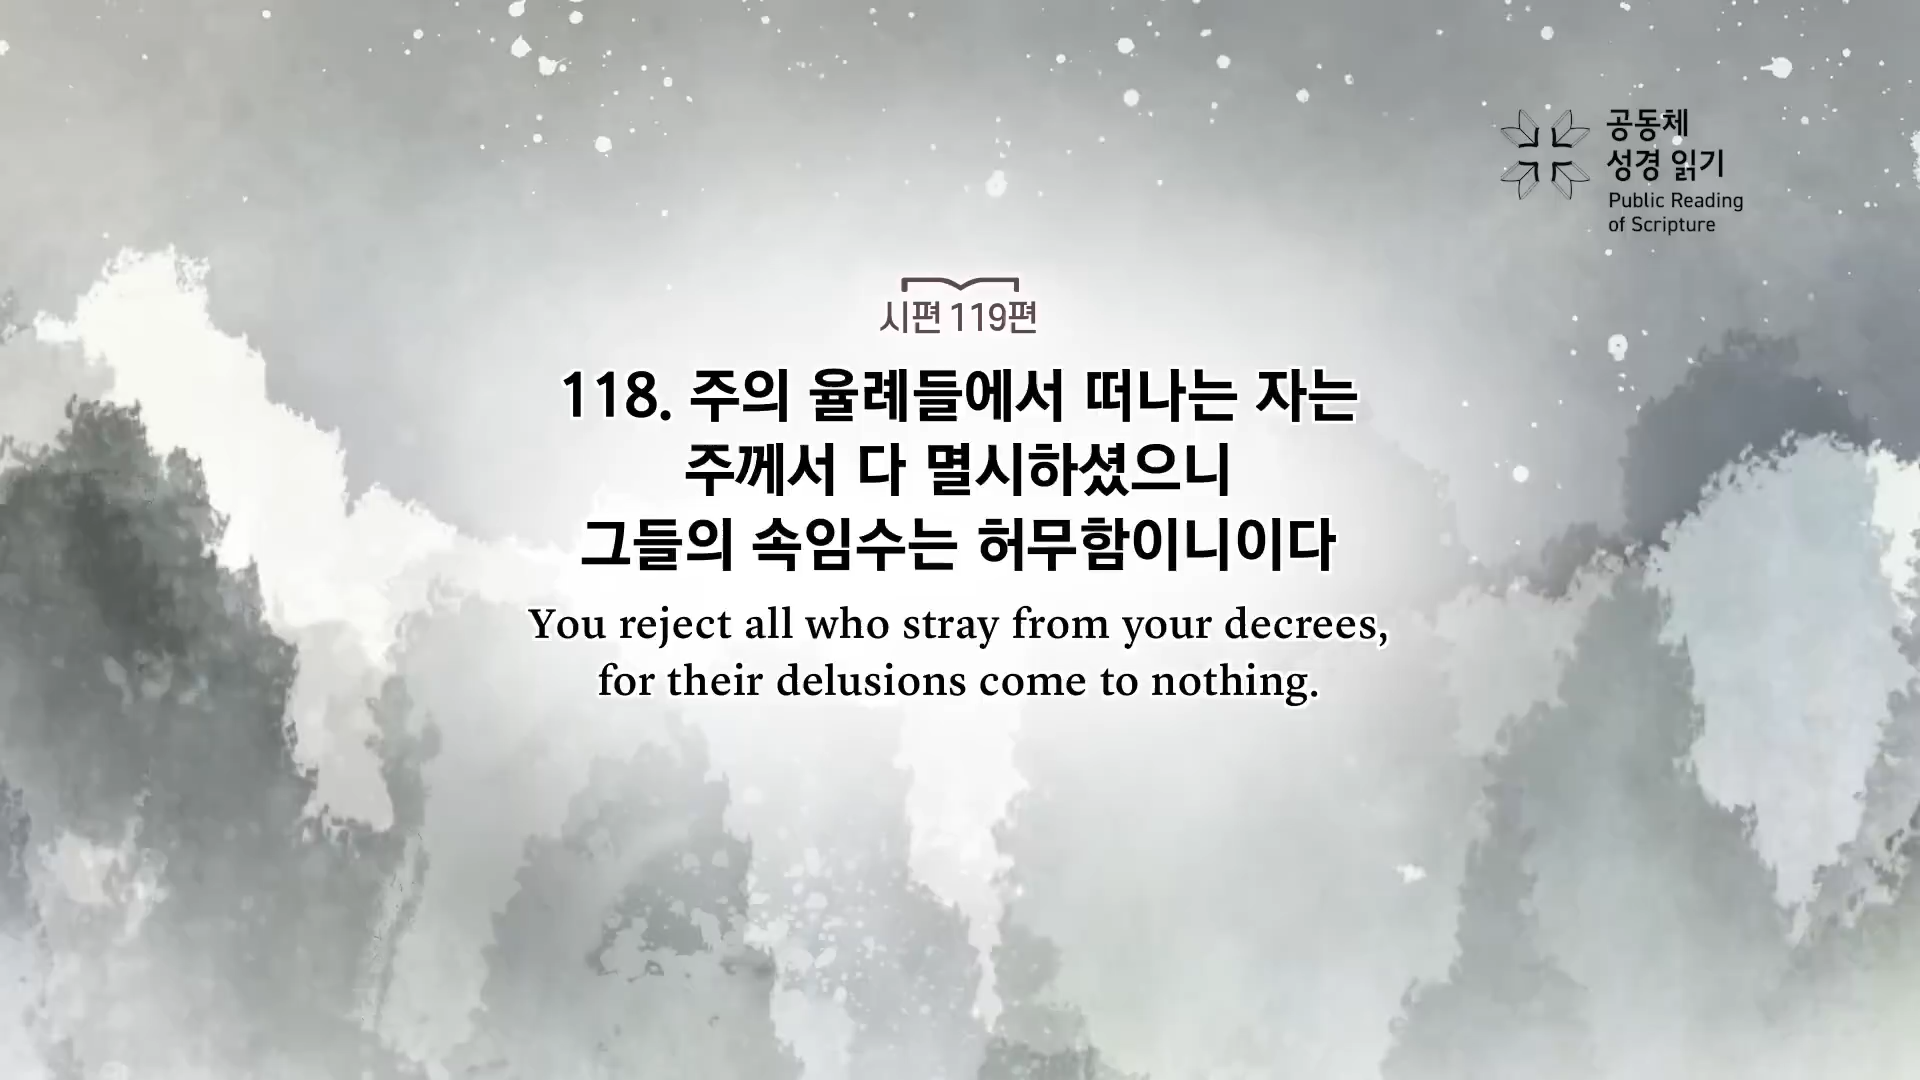 공동체
성경 읽기
Public Reading
of Scripture
시편 119편
118. 주의 율례들에서 떠나는 자는
주께서 다 멸시하셨으니
그들의 속임수는 허무함이니이다
You reject all who stray from your decrees,
for their delusions come to nothing.